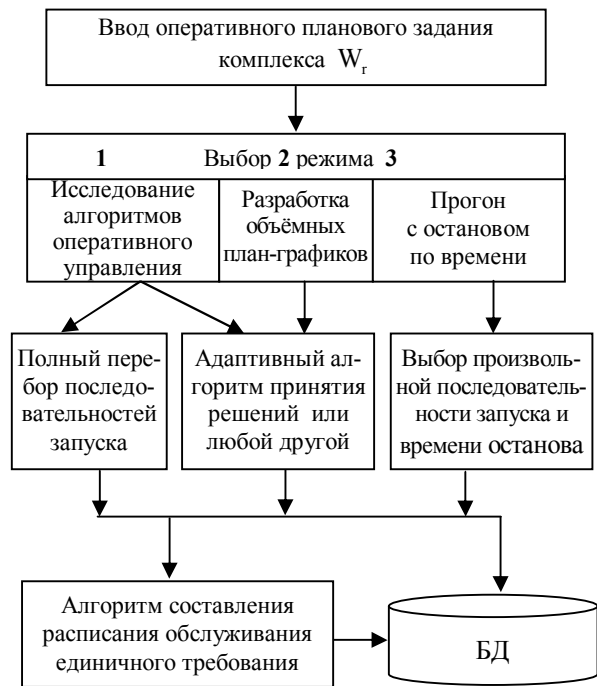 Ввод оперативного планового задания
комплекса W_r
1 Выбор 2 режима 3
Исследование
алгоритмов
оперативного
управления
Разработка
объёмных
план-графиков
Прогон
с остановом
по времени
Полный пере-
бор последо-
вательностей
запуска
Адаптивный ал-
горитм принятия
решений или
любой другой
Выбор произволь-
ной последователь-
ности запуска и
времени останова
Алгоритм составления
расписания обслуживания
единичного требования
БД